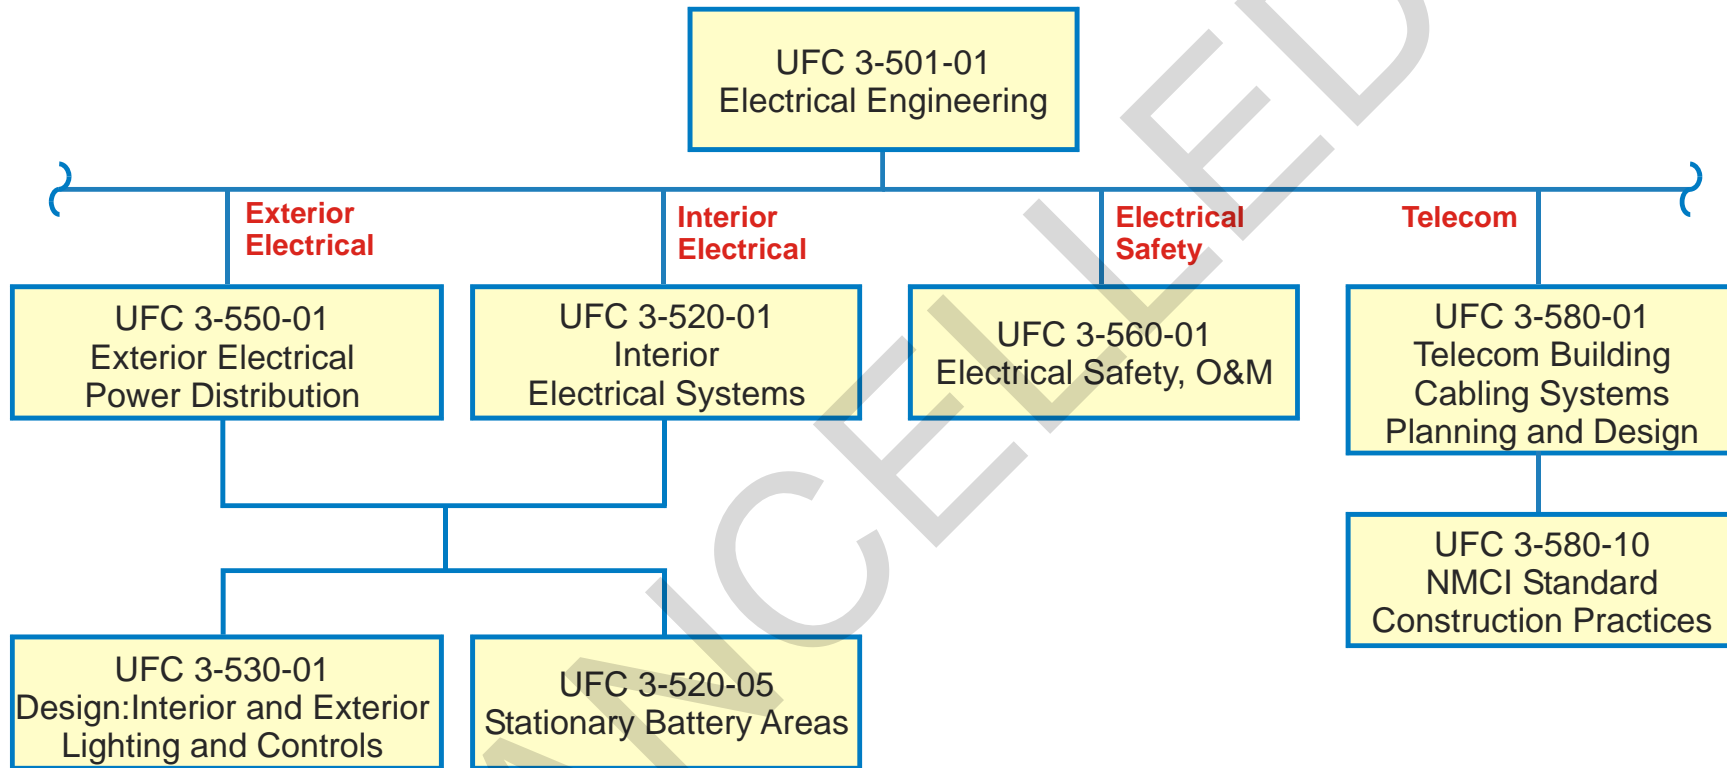 UFC 3-501-01
Electrical Engineering
Exterior
Electrical
Interior
Electrical
Electrical
Safety
Telecom
UFC 3-550-01
Exterior Electrical
Power Distribution
UFC 3-520-01
Interior
Electrical Systems
UFC 3-560-01
Electrical Safety, O&M
UFC 3-580-01
Telecom Building
Cabling Systems
Planning and Design
UFC 3-580-10
NMCI Standard
Construction Practices
UFC 3-530-01
Design:Interior and Exterior
Lighting and Controls
UFC 3-520-05
Stationary Battery Areas
CANCELLED